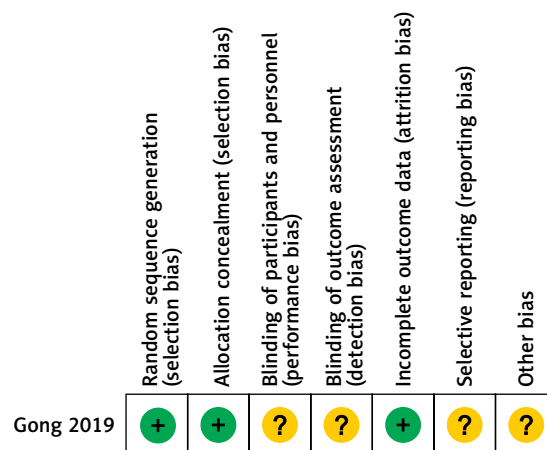 Random sequence generation
(selection bias)
Allocation concealment (selection bias)
Blinding of participants and personnel
(performance bias)
Blinding of outcome assessment
(detection bias)
Incomplete outcome data (attrition bias)
Selective reporting (reporting bias)
Other bias
Gong 2019 + + ? ? + ? ?